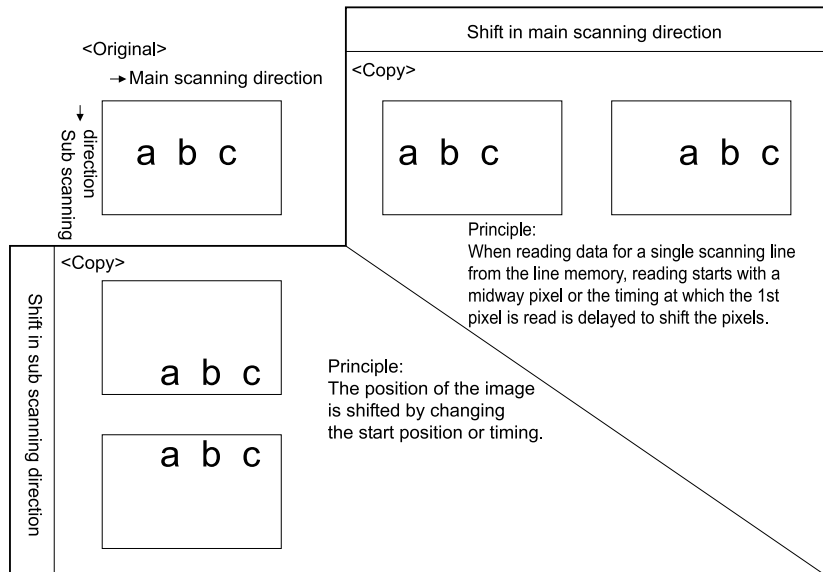 <Original>
→Main scanning direction
Sub scanning
direction
→
a b c
Shift in main scanning direction
<Copy>
a b c
a b c
Principle:
When reading data for a single scanning line
from the line memory, reading starts with a
midway pixel or the timing at which the 1st
pixel is read is delayed to shift the pixels.
Shift in sub scanning direction
<Copy>
a b c
a b c
Principle:
The position of the image
is shifted by changing
the start position or timing.